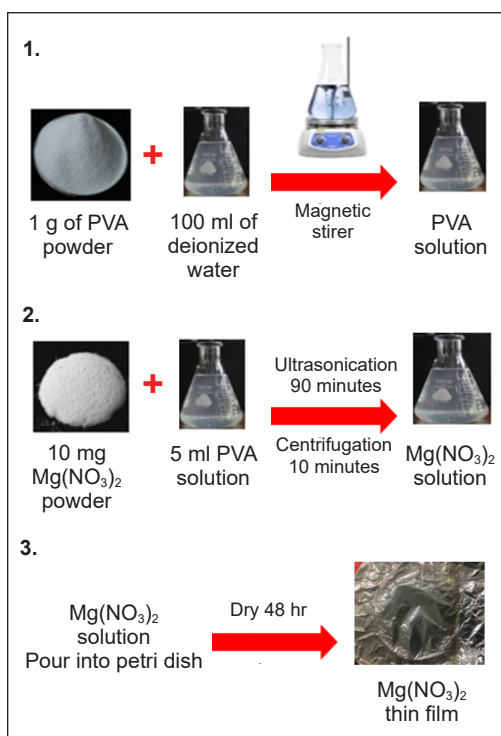 1.
+
1 g of PVA
powder
100 ml of
deionized
water
Magnetic
stirer
PVA
solution
2.
+
10 mg
Mg(NO₃)₂
powder
5 ml PVA
solution
Ultrasonication
90 minutes
Centrifugation
10 minutes
Mg(NO₃)₂
solution
3.
Mg(NO₃)₂
solution
Pour into petri dish
Dry 48 hr
Mg(NO₃)₂
thin film